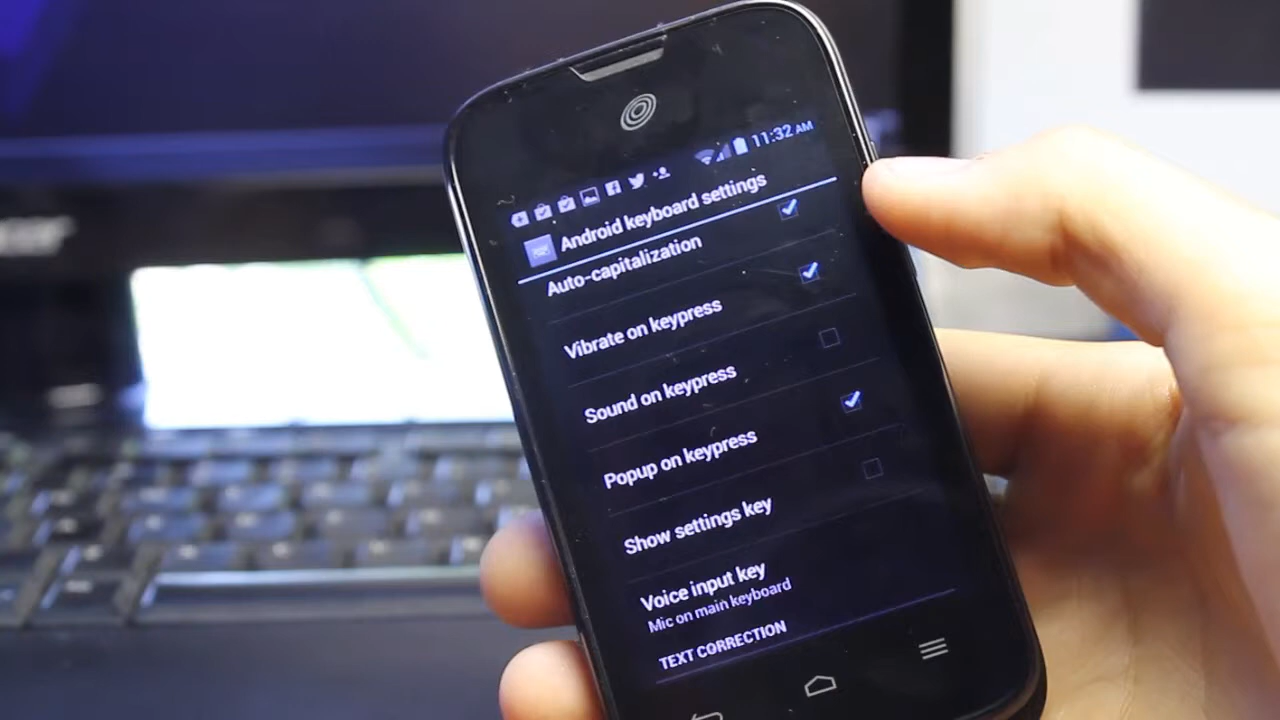 11:32 AM
Android keyboard settings
Auto-capitalization
Vibrate on keypress
Sound on keypress
Popup on keypress
Show settings key
Voice input key
Mic on main keyboard
TEXT CORRECTION